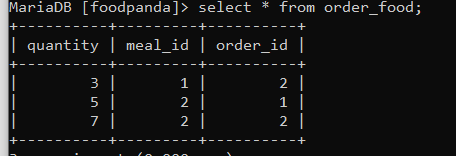 MariaDB [foodpanda]> select * from order_food;
+----------+---------+----------+
| quantity | meal_id | order_id |
+----------+---------+----------+
| 3 | 1 | 2 |
| 5 | 2 | 1 |
| 7 | 2 | 2 |
+----------+---------+----------+